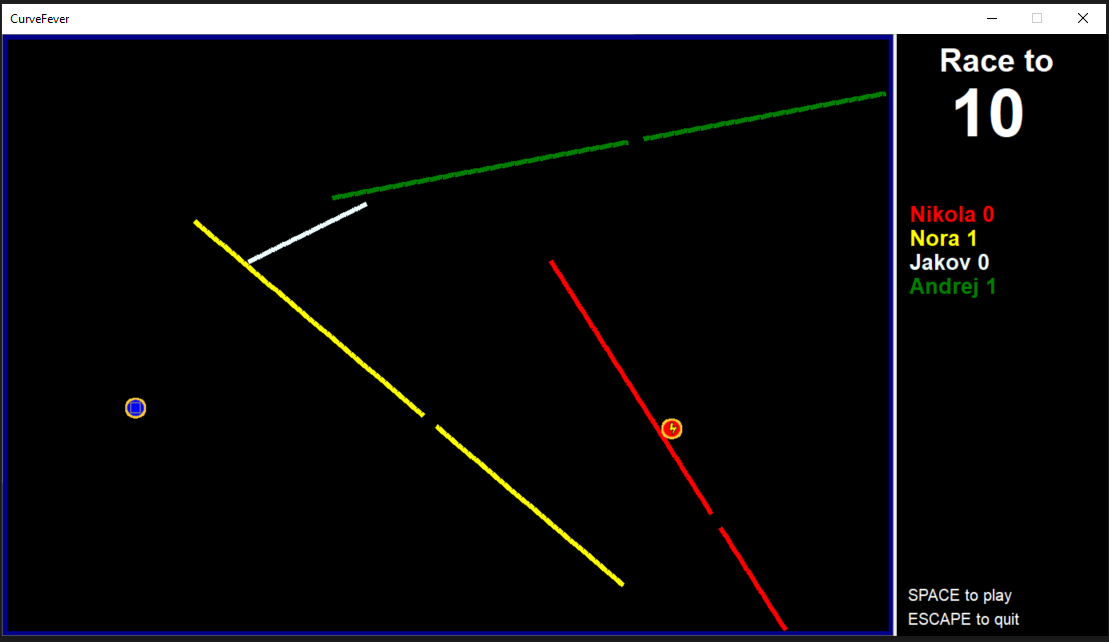 CurveFever
Race to
10
Nikola 0
Nora 1
Jakov 0
Andrej 1
SPACE to play
ESCAPE to quit